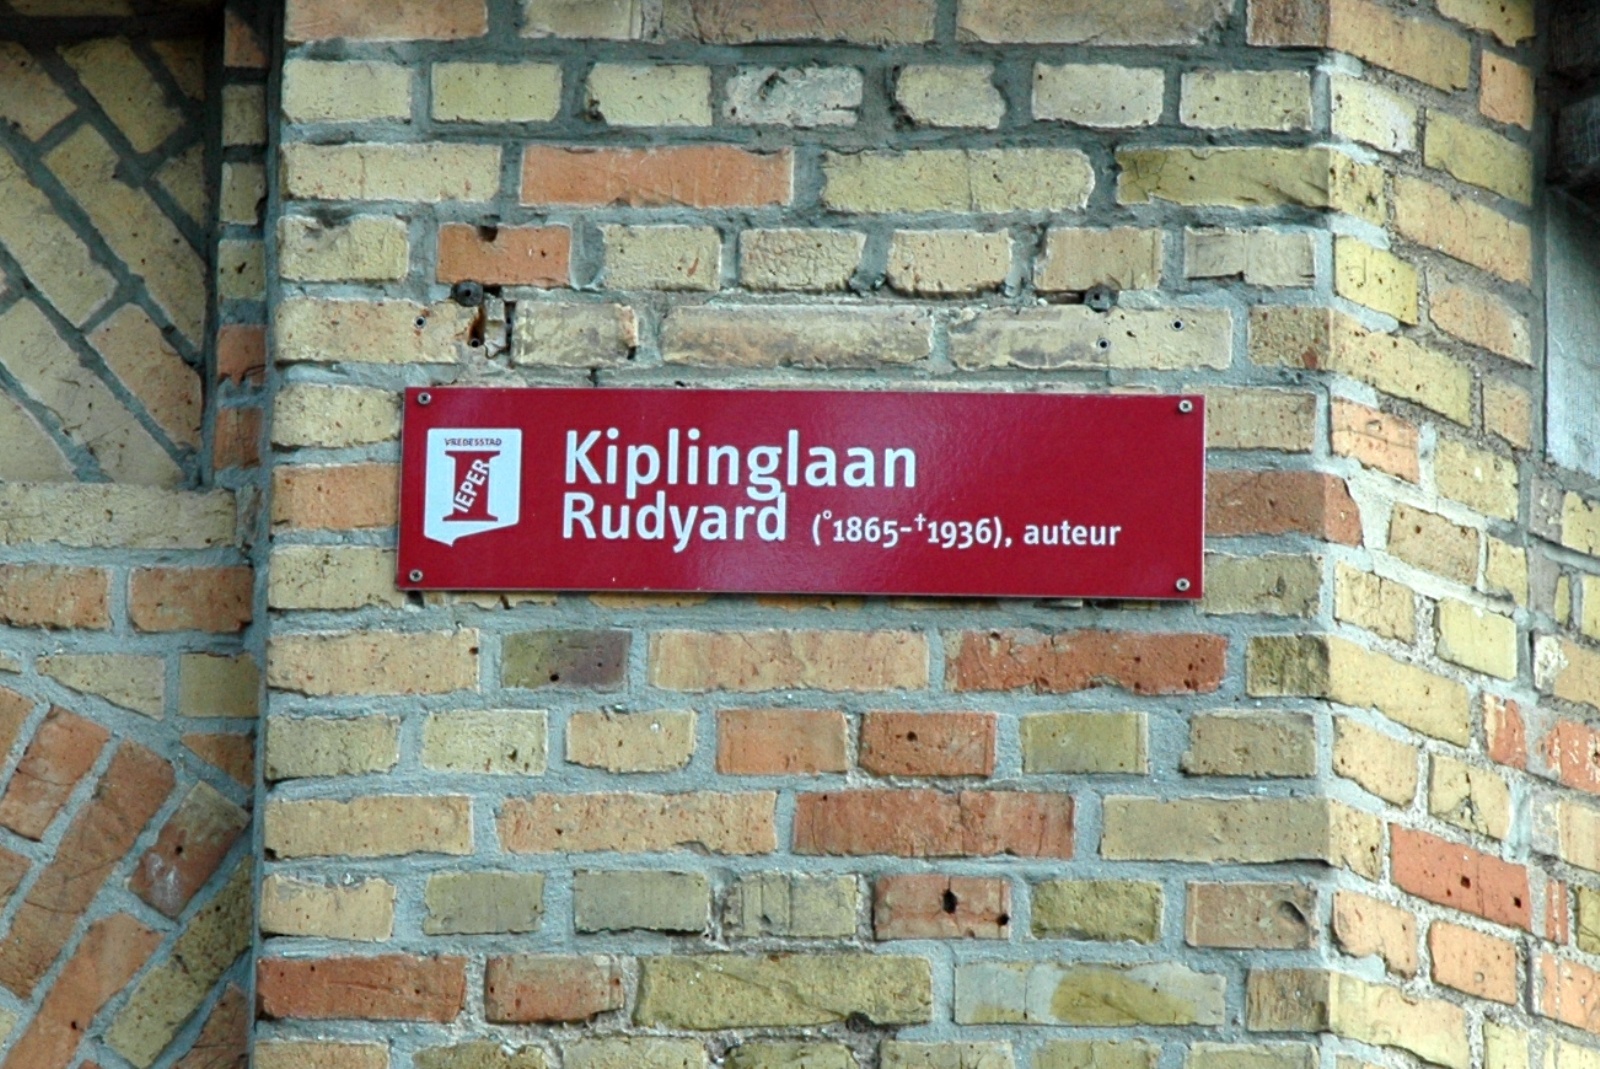 VREDESSTAD
IEPER
Kiplinglaan
Rudyard (°1865-†1936), auteur